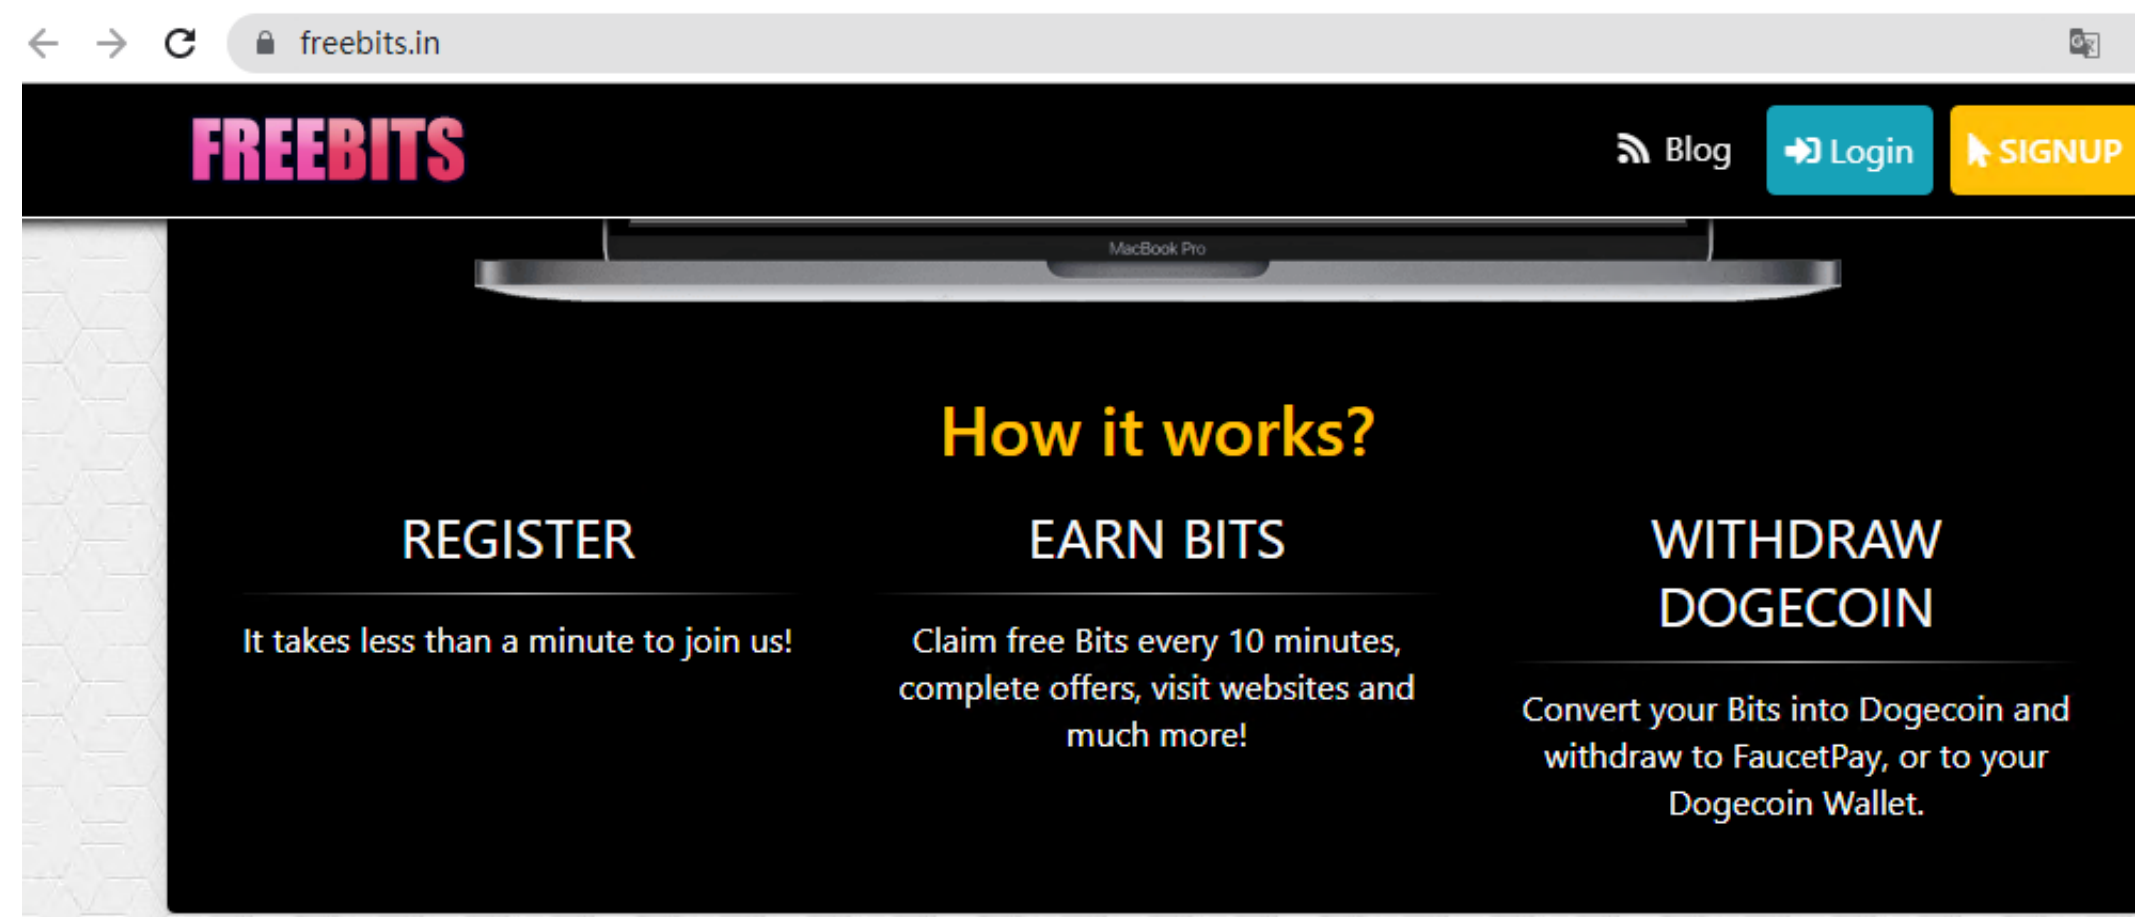 freebits.in
FREEBITS
Blog
Login
SIGNUP
MacBook Pro
How it works?
REGISTER
It takes less than a minute to join us!
EARN BITS
Claim free Bits every 10 minutes,
complete offers, visit websites and
much more!
WITHDRAW
DOGECOIN
Convert your Bits into Dogecoin and
withdraw to FaucetPay, or to your
Dogecoin Wallet.